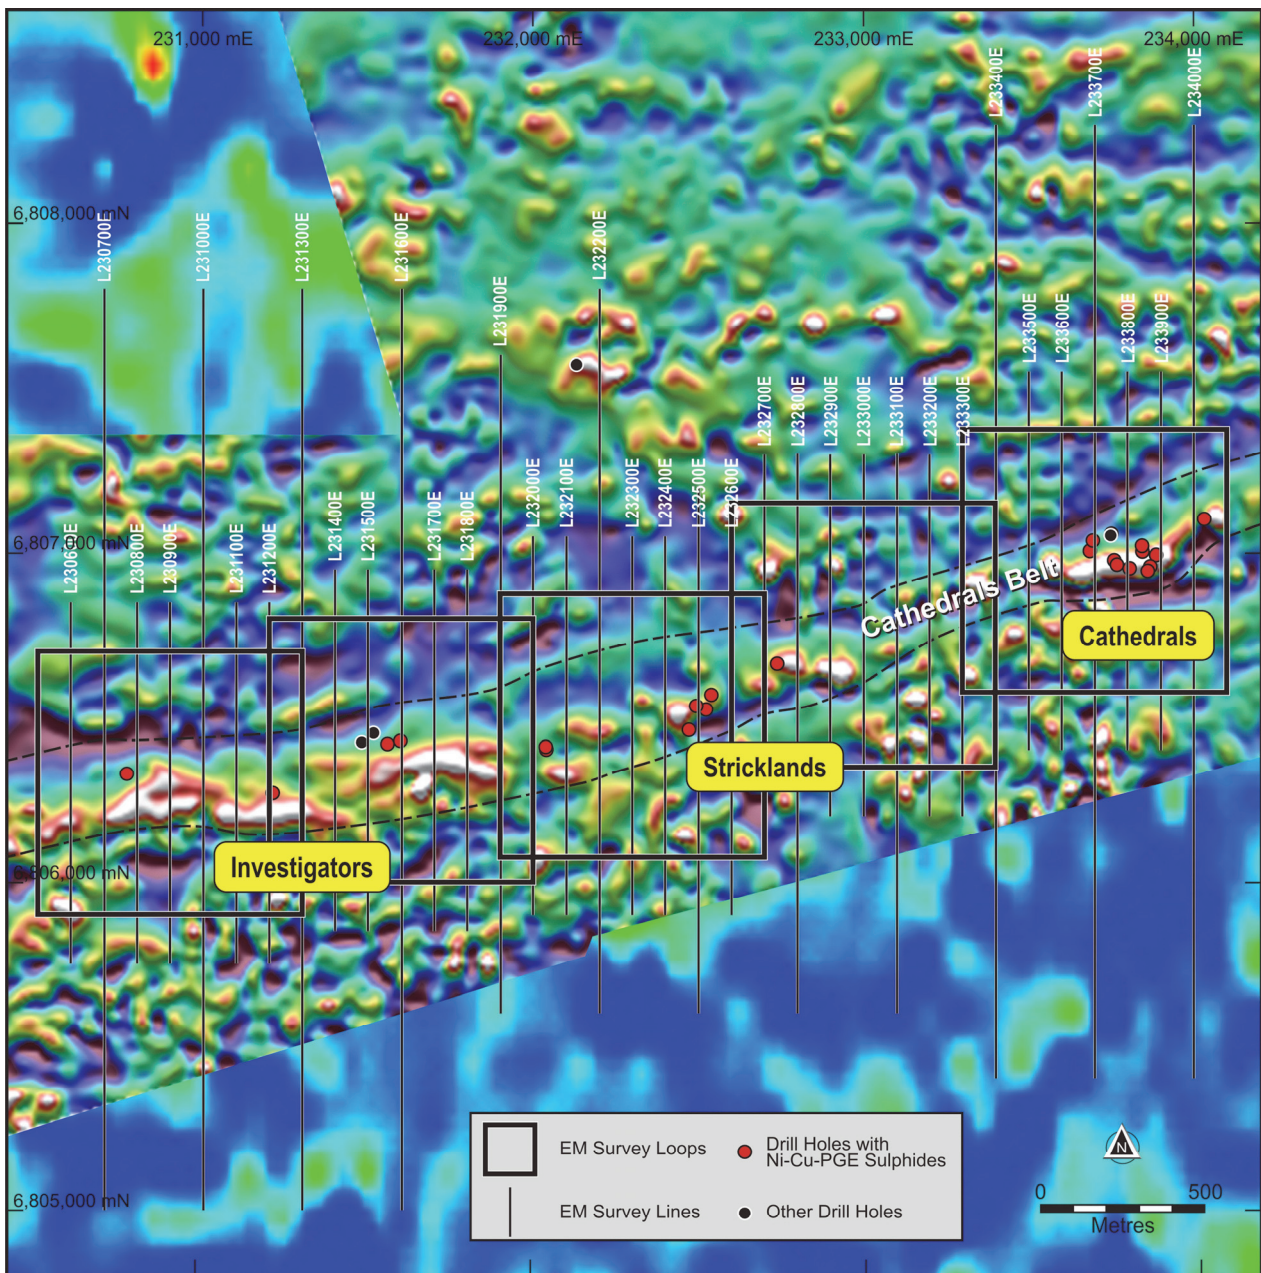 231,000 mE
232,000 mE
233,000 mE
234,000 mE
L233400E
L233700E
L234000E
6,808,000 mN
L230700E
L231000E
L231300E
L231600E
L232200E
L231900E
L233500E
L233600E
L233800E
L233900E
L232700E
L232800E
L232900E
L233000E
L233100E
L233200E
L233300E
L232000E
L232100E
L232300E
L232400E
L232500E
L232600E
6,807,000 mN
L230600E
L230800E
L230900E
L231100E
L231200E
L231400E
L231500E
L231700E
L231800E
Cathedrals Belt
Cathedrals
Stricklands
Investigators
6,806,000 mN
EM Survey Loops
Drill Holes with
Ni-Cu-PGE Sulphides
EM Survey Lines
Other Drill Holes
N
0 500
Metres
6,805,000 mN